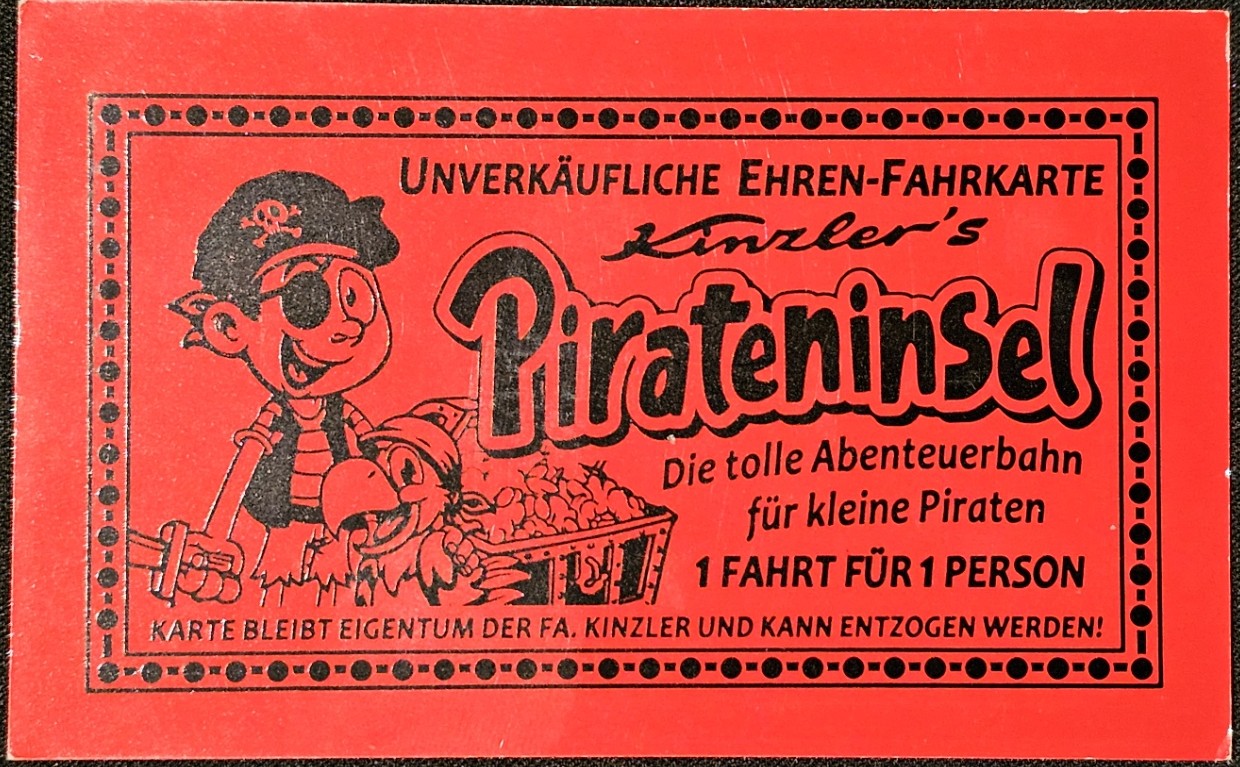 UNVERKÄUFLICHE EHREN-FAHRKARTE
Kinzler's
Pirateninsel
Die tolle Abenteuerbahn
für kleine Piraten
1 FAHRT FÜR 1 PERSON
KARTE BLEIBT EIGENTUM DER FA. KINZLER UND KANN ENTZOGEN WERDEN!